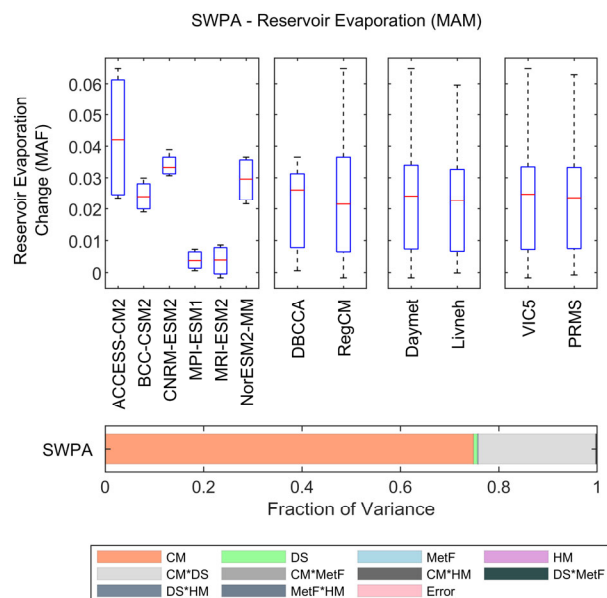 SWPA - Reservoir Evaporation (MAM)
Reservoir Evaporation
Change (MAF)
0.06
0.05
0.04
0.03
0.02
0.01
0
ACCESS-CM2
BCC-CSM2
CNRM-ESM2
MPI-ESM1
MRI-ESM2
NorESM2-MM
DBCCA
RegCM
Daymet
Livneh
VIC5
PRMS
SWPA
0 0.2 0.4 0.6 0.8 1
Fraction of Variance
CM DS MetF HM
CM*DS CM*MetF CM*HM DS*MetF
DS*HM MetF*HM Error